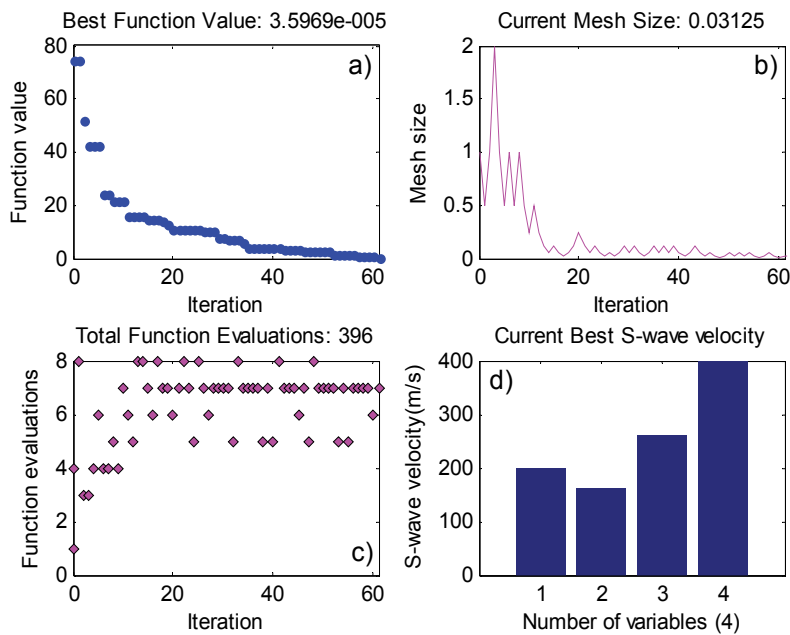 Best Function Value: 3.5969e-005
80
60
40
20
0
Function value
a)
0
20
40
60
Iteration
Current Mesh Size: 0.03125
2
1.5
1
0.5
0
Mesh size
b)
0
20
40
60
Iteration
Total Function Evaluations: 396
8
6
4
2
0
Function evaluations
c)
0
20
40
60
Iteration
Current Best S-wave velocity
400
300
200
100
0
S-wave velocity(m/s)
d)
1
2
3
4
Number of variables (4)